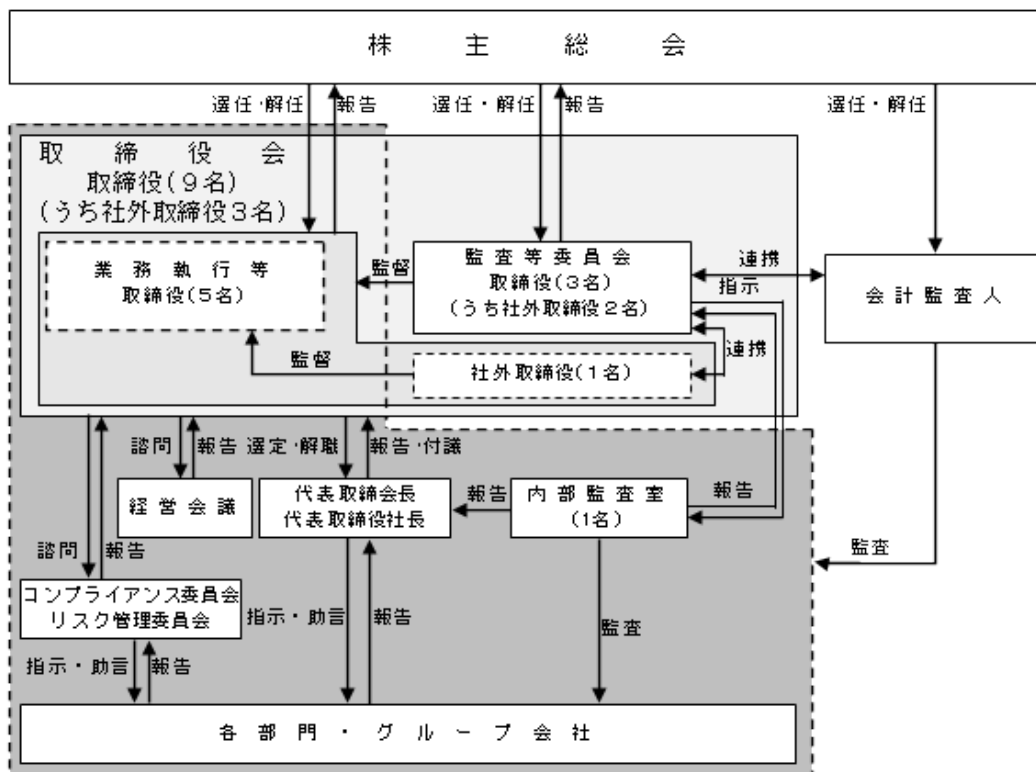 株主総会
選任・解任
報告
選任・解任
報告
選任・解任
取締役会
取締役(9名)
(うち社外取締役3名)
業務執行等
取締役(5名)
監督
監査等委員会
取締役(3名)
(うち社外取締役2名)
連携
指示
会計監査人
監督
社外取締役(1名)
連携
諮問
報告
選定・解職
報告・付議
経営会議
代表取締会長
代表取締役社長
報告
内部監査室
(1名)
報告
諮問
報告
監査
コンプライアンス委員会
リスク管理委員会
指示・助言
報告
監査
指示・助言
報告
各部門・グループ会社